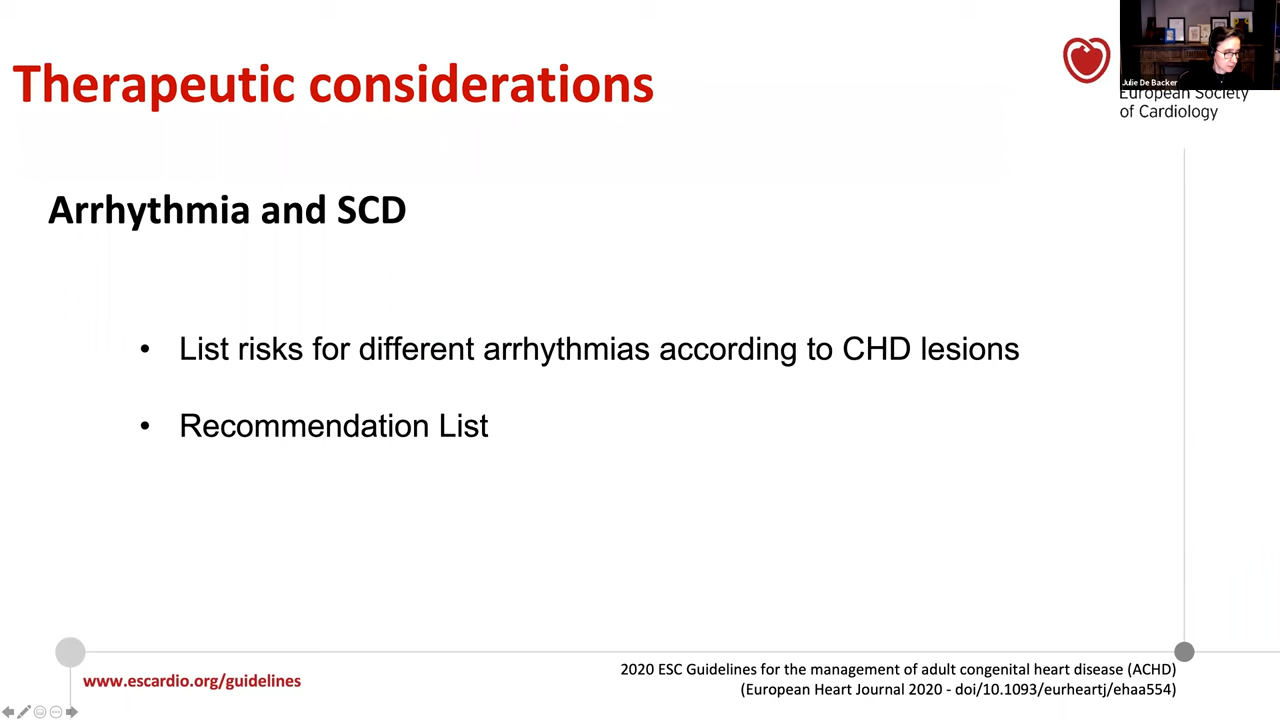 Therapeutic considerations
Julie De Backer
European Society
of Cardiology
Arrhythmia and SCD
• List risks for different arrhythmias according to CHD lesions
• Recommendation List
www.escardio.org/guidelines
2020 ESC Guidelines for the management of adult congenital heart disease (ACHD)
(European Heart Journal 2020 - doi/10.1093/eurheartj/ehaa554)